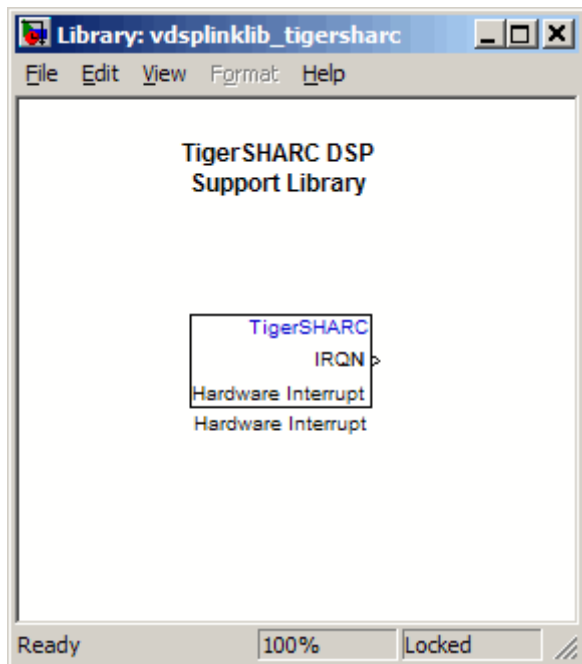 Library: vdsplinklib_tigersharc
File Edit View Format Help
TigerSHARC DSP
Support Library
TigerSHARC
IRQN
Hardware Interrupt
Hardware Interrupt
Ready 100% Locked